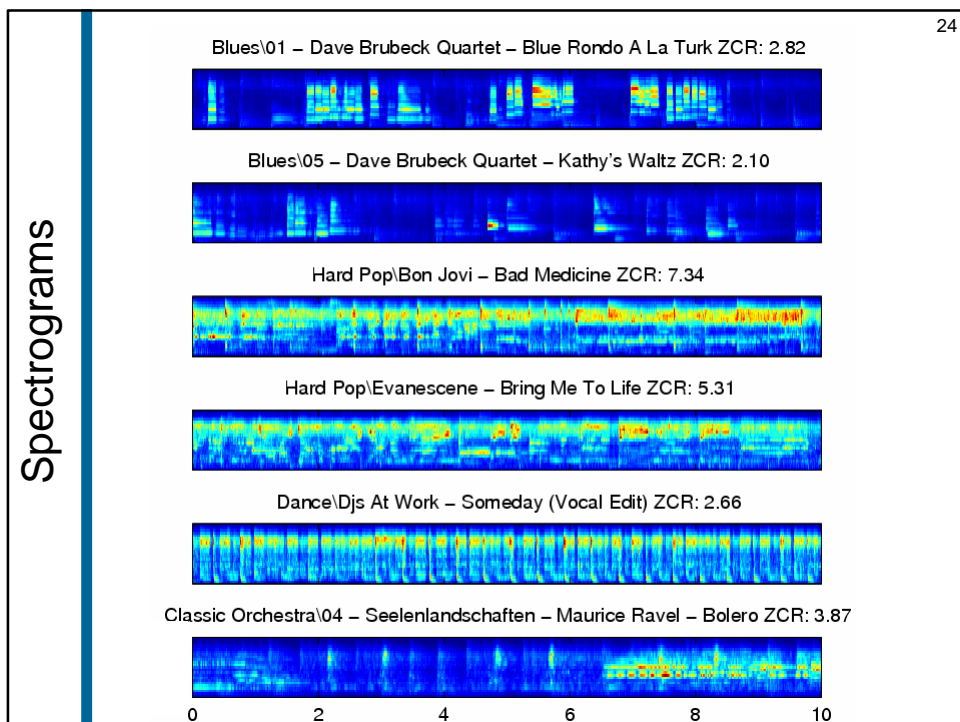 24
Spectrograms
Blues\01 – Dave Brubeck Quartet – Blue Rondo A La Turk ZCR: 2.82
Blues\05 – Dave Brubeck Quartet – Kathy's Waltz ZCR: 2.10
Hard Pop\Bon Jovi – Bad Medicine ZCR: 7.34
Hard Pop\Evanescene – Bring Me To Life ZCR: 5.31
Dance\Djs At Work – Someday (Vocal Edit) ZCR: 2.66
Classic Orchestra\04 – Seelenlandschaften – Maurice Ravel – Bolero ZCR: 3.87
0 2 4 6 8 10